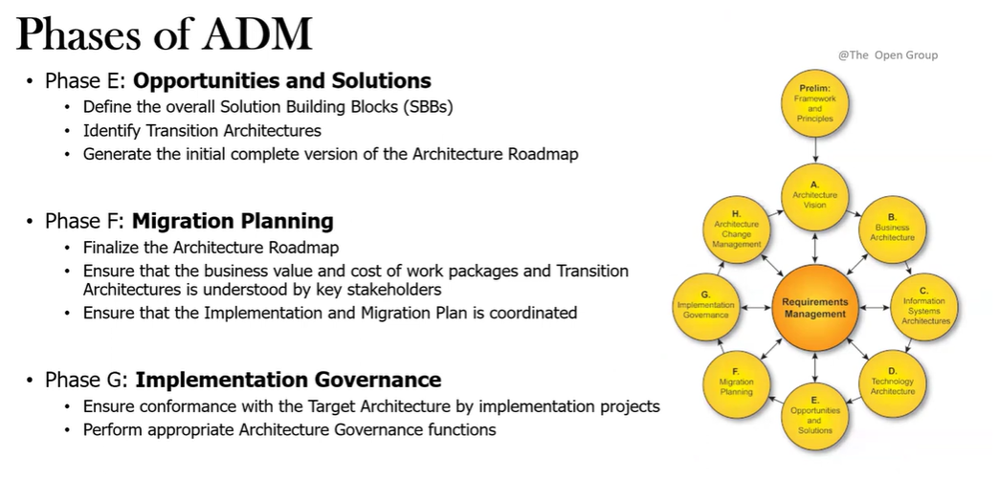 Phases of ADM
@The Open Group
• Phase E: Opportunities and Solutions
• Define the overall Solution Building Blocks (SBBs)
• Identify Transition Architectures
• Generate the initial complete version of the Architecture Roadmap
• Phase F: Migration Planning
• Finalize the Architecture Roadmap
• Ensure that the business value and cost of work packages and Transition
Architectures is understood by key stakeholders
• Ensure that the Implementation and Migration Plan is coordinated
• Phase G: Implementation Governance
• Ensure conformance with the Target Architecture by implementation projects
• Perform appropriate Architecture Governance functions
Prelim:
Framework
and
Principles
A.
Architecture
Vision
B.
Business
Architecture
C.
Information
Systems
Architectures
D.
Technology
Architecture
E.
Opportunities
and
Solutions
F.
Migration
Planning
G.
Implementation
Governance
H.
Architecture
Change
Management
Requirements
Management